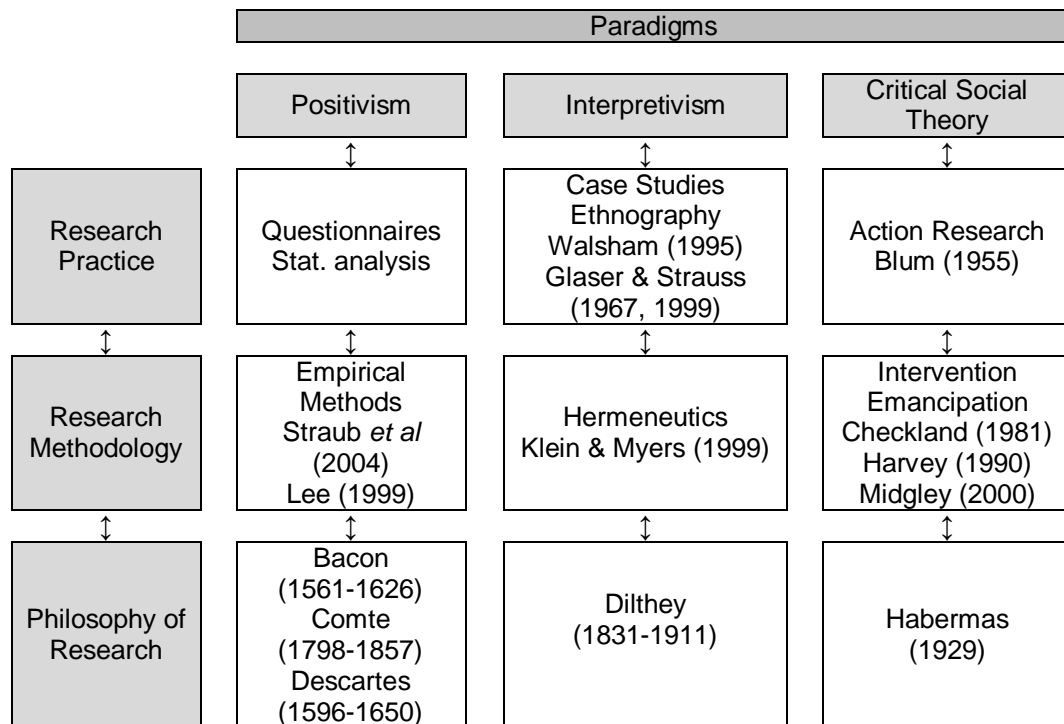 Paradigms
Positivism
Interpretivism
Critical Social
Theory
↕
↕
↕
Research
Practice
Questionnaires
Stat. analysis
Case Studies
Ethnography
Walsham (1995)
Glaser & Strauss
(1967, 1999)
Action Research
Blum (1955)
↕
↕
↕
↕
Research
Methodology
Empirical
Methods
Straub et al
(2004)
Lee (1999)
Hermeneutics
Klein & Myers (1999)
Intervention
Emancipation
Checkland (1981)
Harvey (1990)
Midgley (2000)
↕
↕
↕
↕
Philosophy of
Research
Bacon
(1561-1626)
Comte
(1798-1857)
Descartes
(1596-1650)
Dilthey
(1831-1911)
Habermas
(1929)